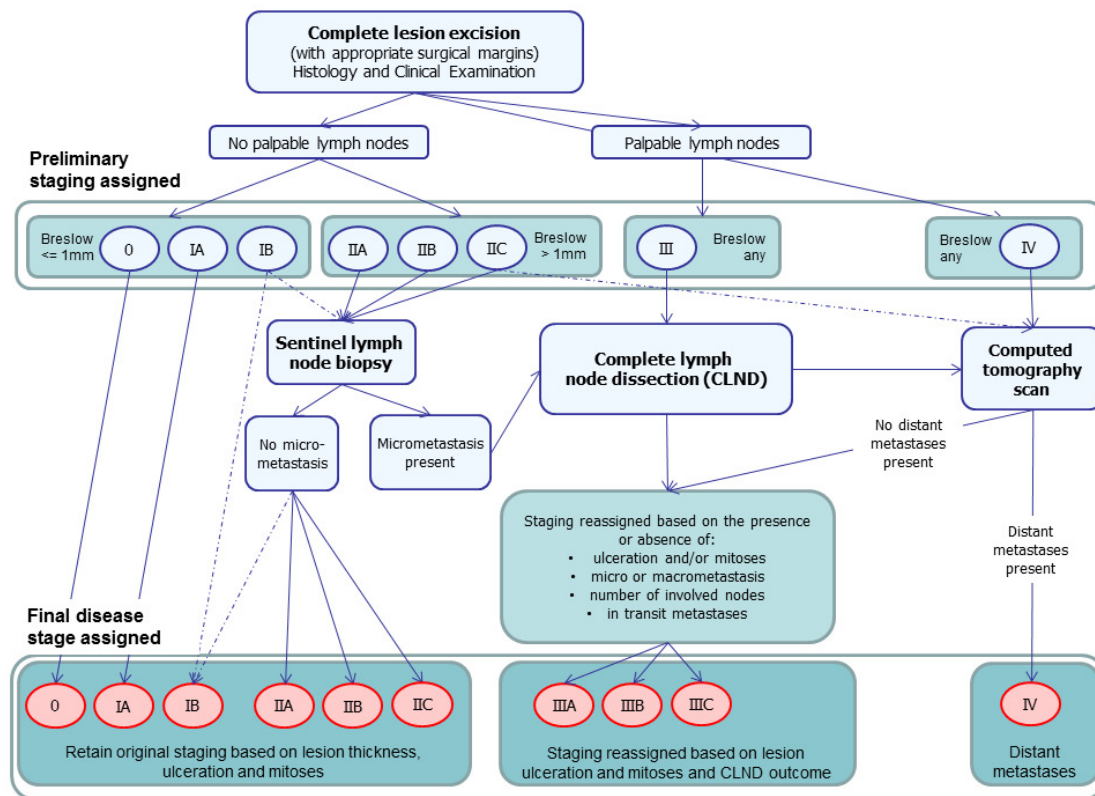 Complete lesion excision
(with appropriate surgical margins)
Histology and Clinical Examination
No palpable lymph nodes
Palpable lymph nodes
Preliminary
staging assigned
Breslow
<= 1mm
0
IA
IB
IIA
IIB
IIC
Breslow
> 1mm
III
Breslow
any
Breslow
any
IV
Sentinel lymph
node biopsy
Complete lymph
node dissection (CLND)
Computed
tomography
scan
No micro-
metastasis
Micrometastasis
present
No distant
metastases
present
Staging reassigned based on the presence
or absence of:
• ulceration and/or mitoses
• micro or macrometastasis
• number of involved nodes
• in transit metastases
Distant
metastases
present
Final disease
stage assigned
0
IA
IB
IIA
IIB
IIC
IIIA
IIIB
IIIC
IV
Retain original staging based on lesion thickness,
ulceration and mitoses
Staging reassigned based on lesion
ulceration and mitoses and CLND outcome
Distant
metastases